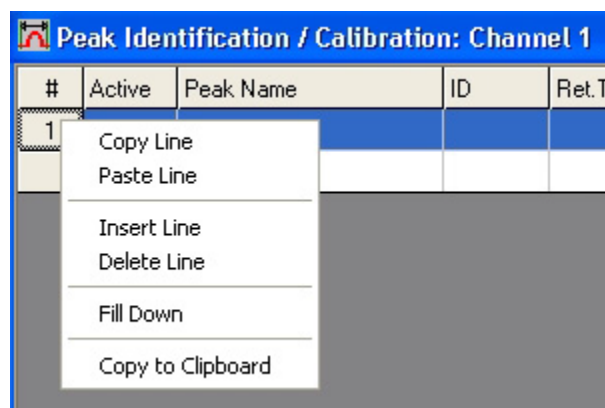 Peak Identification / Calibration: Channel 1
# Active Peak Name ID Ret.T
1
Copy Line
Paste Line
Insert Line
Delete Line
Fill Down
Copy to Clipboard